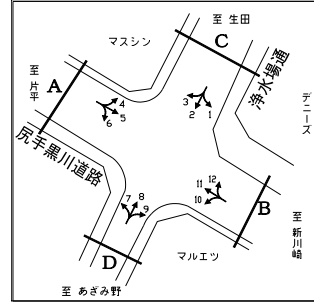 至 生田
マスシン
C
浄水場通
至 片平
A
デニーズ
4
5
6
3
2
1
尻手黒川道路
12
11
10
7
8
9
B
至 新川崎
D
マルエツ
至 あざみ野